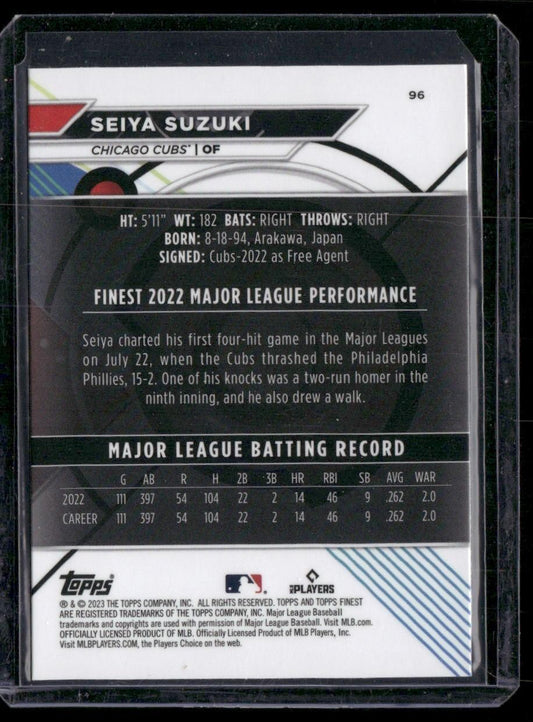 96
SEIYA SUZUKI
CHICAGO CUBS® | OF
HT: 5'11" WT: 182 BATS: RIGHT THROWS: RIGHT
BORN: 8-18-94, Arakawa, Japan
SIGNED: Cubs-2022 as Free Agent
FINEST 2022 MAJOR LEAGUE PERFORMANCE
Seiya charted his first four-hit game in the Major Leagues
on July 22, when the Cubs thrashed the Philadelphia
Phillies, 15-2. One of his knocks was a two-run homer in the
ninth inning, and he also drew a walk.
MAJOR LEAGUE BATTING RECORD
G AB R H 2B 3B HR RBI SB AVG WAR
2022 111 397 54 104 22 2 14 46 9 .262 2.0
CAREER 111 397 54 104 22 2 14 46 9 .262 2.0
topps
MLB PLAYERS
® & © 2023 THE TOPPS COMPANY, INC. ALL RIGHTS RESERVED. TOPPS AND TOPPS FINEST
ARE REGISTERED TRADEMARKS OF THE TOPPS COMPANY, INC. Major League Baseball
trademarks and copyrights are used with permission of Major League Baseball. Visit MLB.com.
OFFICIALLY LICENSED PRODUCT OF MLB. Officially Licensed Product of MLB Players, Inc.
Visit MLBPLAYERS.COM, the Players Choice on the web.